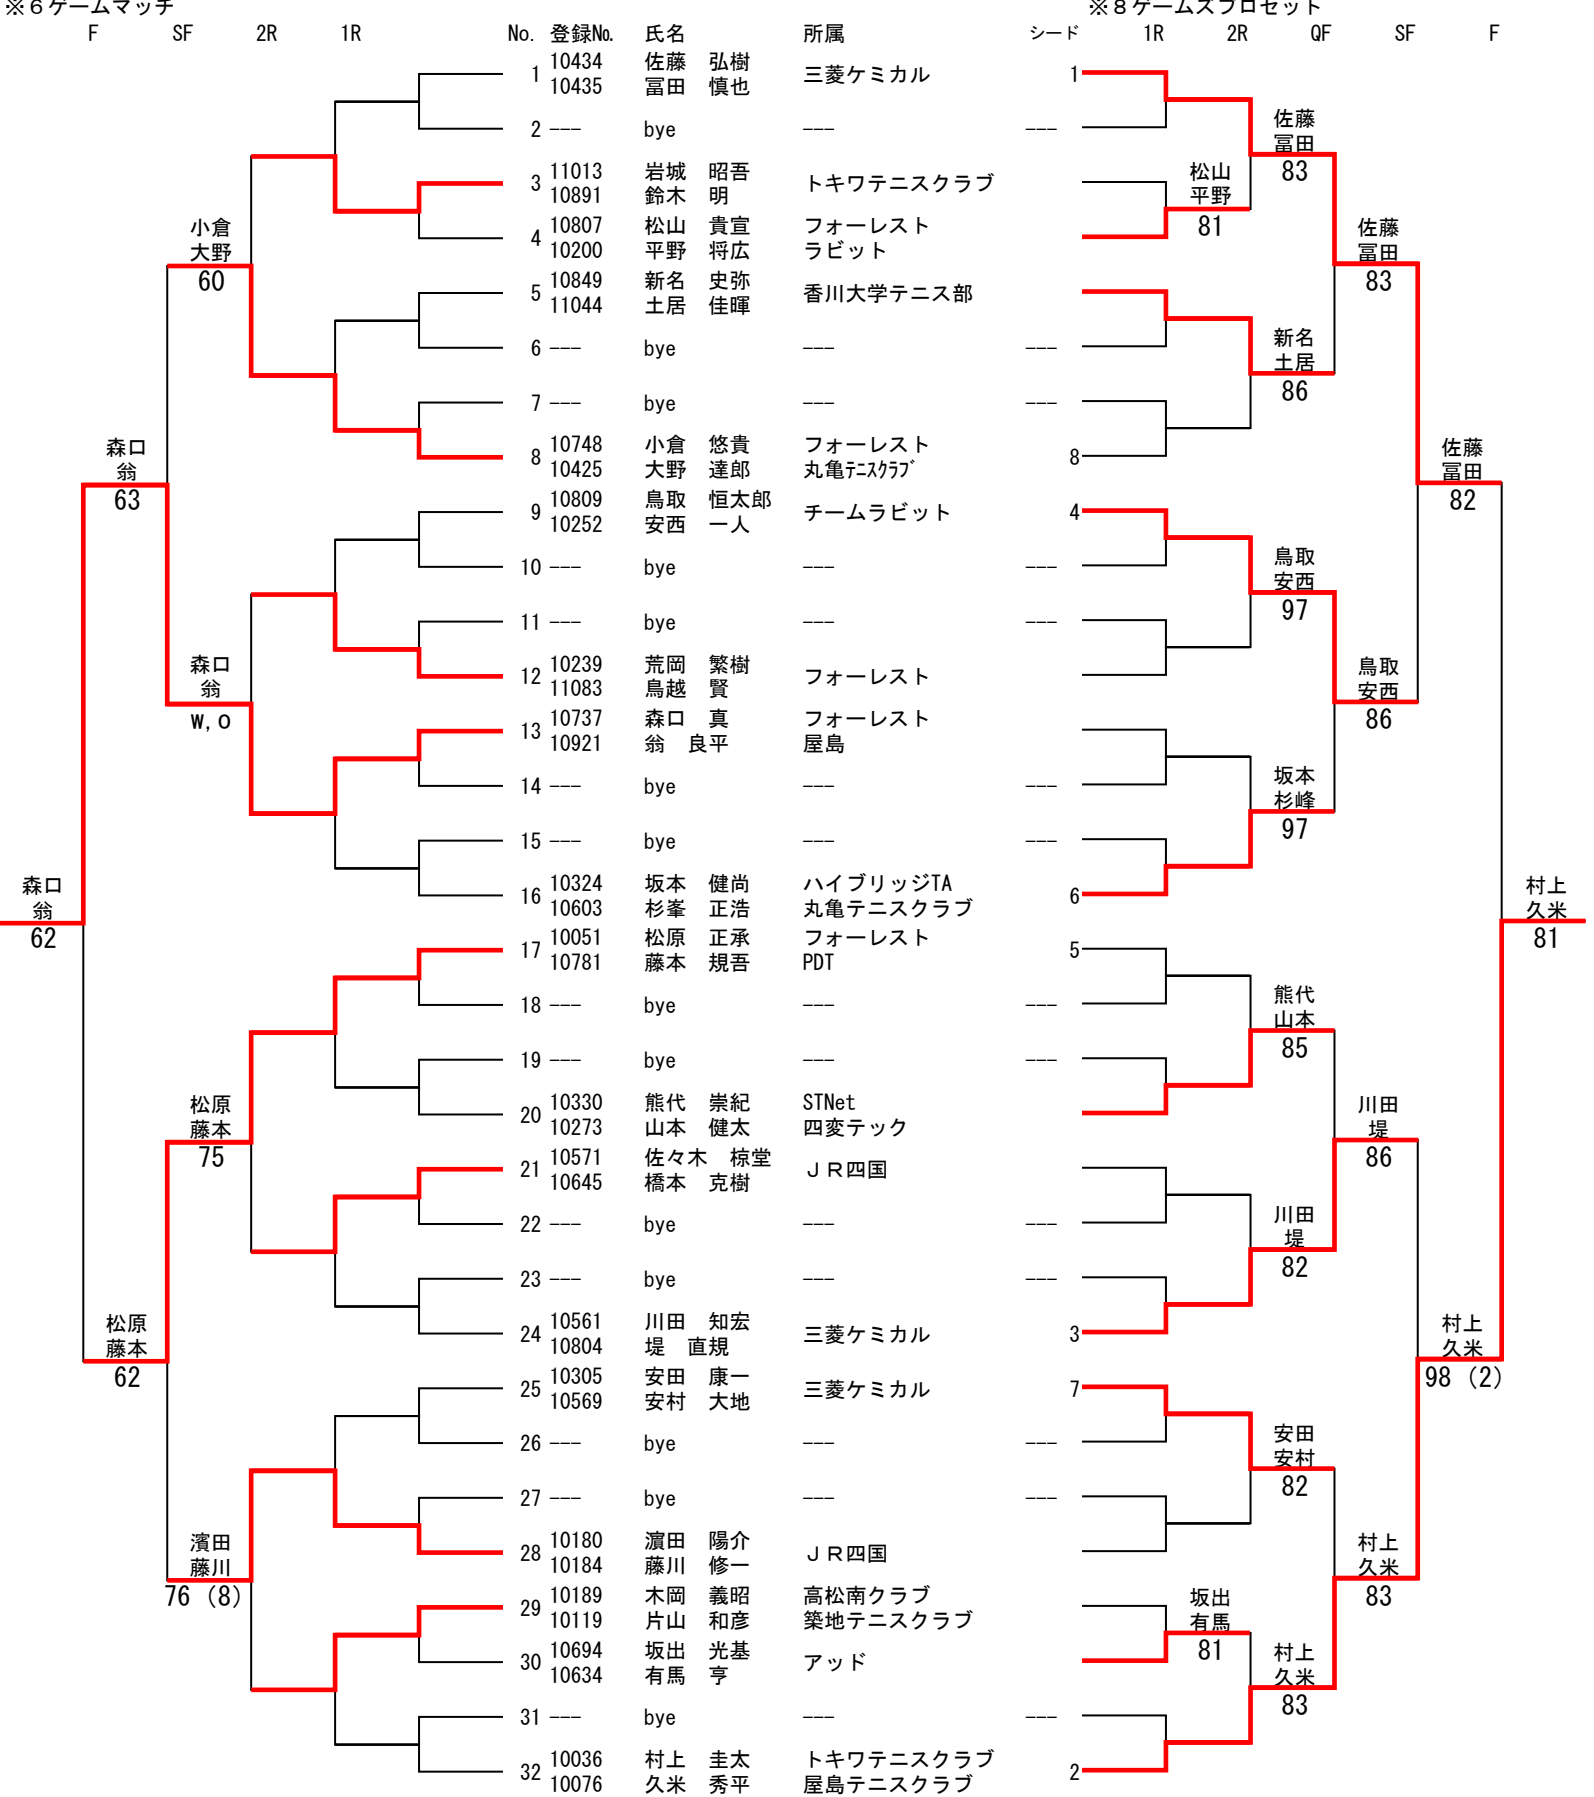 ※６ゲームマッチ ※８ゲームズプロセット
F SF 2R 1R No. 登録No. 氏名 所属 シード 1R 2R QF SF F
1 10434 佐藤 弘樹 三菱ケミカル 1
10435 冨田 慎也
2 --- bye --- ---
佐藤
冨田
83
3 11013 岩城 昭吾 トキワテニスクラブ
10891 鈴木 明
松山
平野
81
4 10807 松山 貴宣 フォーレスト
10200 平野 将広 ラビット
小倉
大野
60
佐藤
冨田
83
5 10849 新名 史弥 香川大学テニス部
11044 土居 佳暉
6 --- bye --- ---
新名
土居
86
7 --- bye --- ---
8 10748 小倉 悠貴 フォーレスト 8
10425 大野 達郎 丸亀ﾃﾆｽｸﾗﾌﾞ
森口
翁
63
佐藤
冨田
82
9 10809 鳥取 恒太郎 チームラビット 4
10252 安西 一人
10 --- bye --- ---
鳥取
安西
97
11 --- bye --- ---
12 10239 荒岡 繁樹 フォーレスト
11083 鳥越 賢
森口
翁
W,O
鳥取
安西
86
13 10737 森口 真 フォーレスト
10921 翁 良平 屋島
14 --- bye --- ---
坂本
杉峰
97
15 --- bye --- ---
16 10324 坂本 健尚 ハイブリッジTA 6
10603 杉峯 正浩 丸亀テニスクラブ
森口
翁
62
村上
久米
81
17 10051 松原 正承 フォーレスト 5
10781 藤本 規吾 PDT
18 --- bye --- ---
熊代
山本
85
19 --- bye --- ---
20 10330 熊代 崇紀 STNet
10273 山本 健太 四変テック
松原
藤本
75
川田
堤
86
21 10571 佐々木 椋堂 ＪＲ四国
10645 橋本 克樹
22 --- bye --- ---
川田
堤
82
23 --- bye --- ---
24 10561 川田 知宏 三菱ケミカル 3
10804 堤 直規
松原
藤本
62
村上
久米
98（2）
25 10305 安田 康一 三菱ケミカル 7
10569 安村 大地
26 --- bye --- ---
安田
安村
82
27 --- bye --- ---
28 10180 濵田 陽介 ＪＲ四国
10184 藤川 修一
濱田
藤川
76（8）
村上
久米
83
29 10189 木岡 義昭 高松南クラブ
10119 片山 和彦 築地テニスクラブ
坂出
有馬
81
30 10694 坂出 光基 アッド
10634 有馬 亨
村上
久米
83
31 --- bye --- ---
32 10036 村上 圭太 トキワテニスクラブ 2
10076 久米 秀平 屋島テニスクラブ